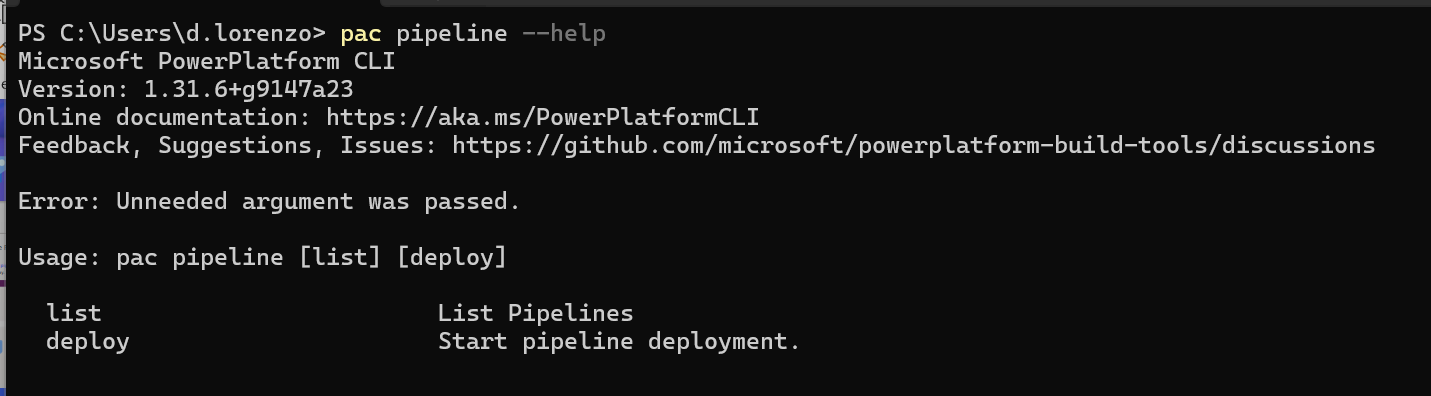 PS C:\Users\d.lorenzo> pac pipeline --help
Microsoft PowerPlatform CLI
Version: 1.31.6+g9147a23
Online documentation: https://aka.ms/PowerPlatformCLI
Feedback, Suggestions, Issues: https://github.com/microsoft/powerplatform-build-tools/discussions
Error: Unneeded argument was passed.
Usage: pac pipeline [list] [deploy]
list List Pipelines
deploy Start pipeline deployment.